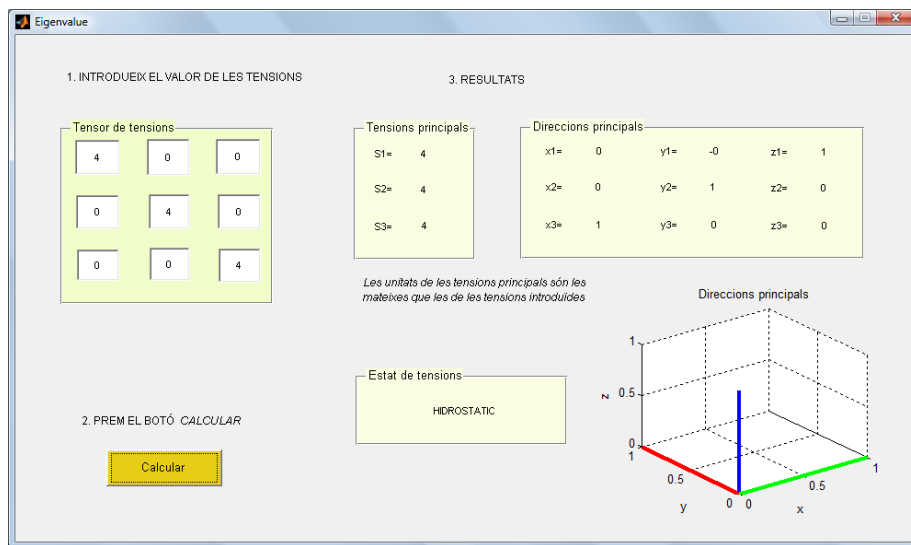 Eigenvalue
1. INTRODUEIX EL VALOR DE LES TENSIONS
Tensor de tensions
4 0 0
0 4 0
0 0 4
2. PREM EL BOTÓ CALCULAR
Calcular
3. RESULTATS
Tensions principals
S1= 4
S2= 4
S3= 4
Direccions principals
x1= 0 y1= -0 z1= 1
x2= 0 y2= 1 z2= 0
x3= 1 y3= 0 z3= 0
Les unitats de les tensions principals són les
mateixes que les de les tensions introduïdes
Estat de tensions
HIDROSTATIC
Direccions principals
1
0.5
0
z
1
0.5
0
y
0
0.5
1
x